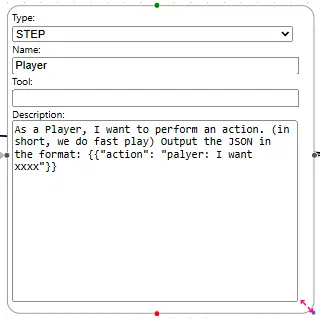 Type:
STEP
Name:
Player
Tool:
Description:
As a Player, I want to perform an action. (in
short, we do fast play) Output the JSON in
the format: {{"action": "palyer: I want
xxxx"}}